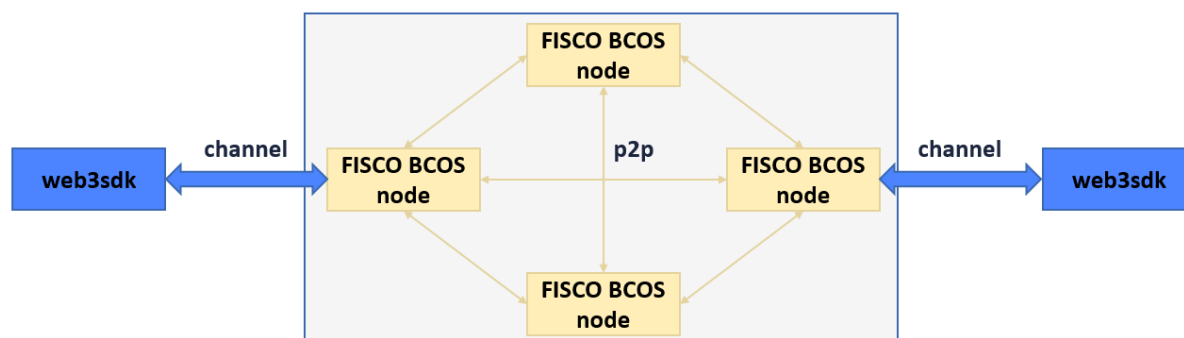 FISCO BCOS
node
channel
web3sdk
FISCO BCOS
node
p2p
FISCO BCOS
node
channel
web3sdk
FISCO BCOS
node